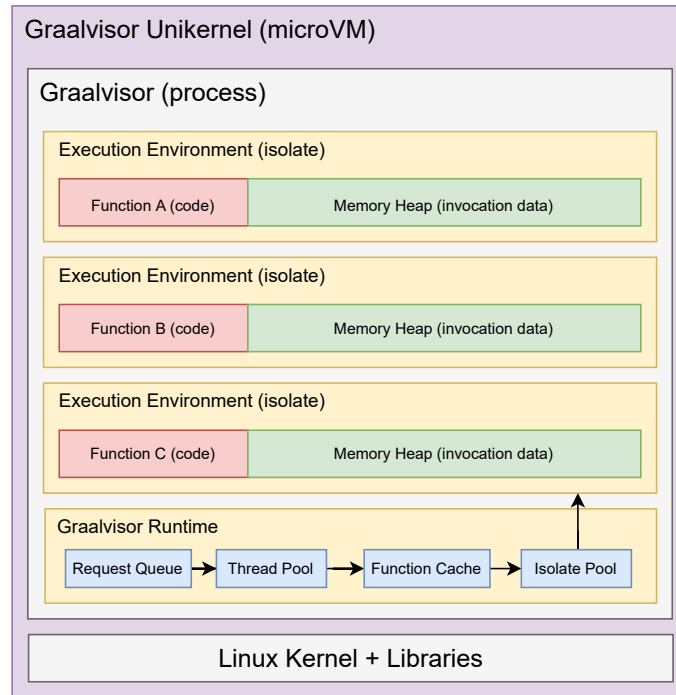 Graalvisor Unikernel (microVM)
Graalvisor (process)
Execution Environment (isolate)
Function A (code)
Memory Heap (invocation data)
Execution Environment (isolate)
Function B (code)
Memory Heap (invocation data)
Execution Environment (isolate)
Function C (code)
Memory Heap (invocation data)
Graalvisor Runtime
Request Queue
Thread Pool
Function Cache
Isolate Pool
Linux Kernel + Libraries